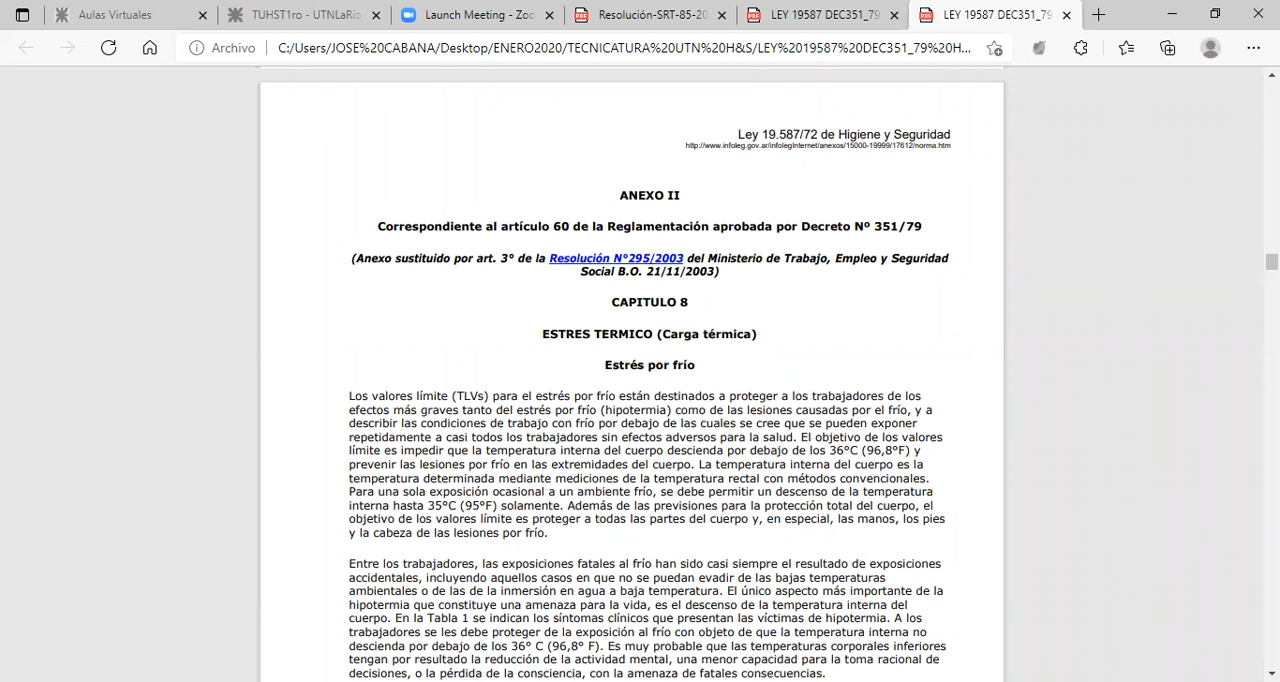 Aulas Virtuales
TUHST1ro - UTNLaRio
Launch Meeting - Zoo
Resolución-SRT-85-20
LEY 19587 DEC351_79
LEY 19587 DEC351_79
Archivo
C:/Users/JOSE%20CABANA/Desktop/ENERO2020/TECNICATURA%20UTN%20H&S/LEY%2019587%20DEC351_79%20H...
Ley 19.587/72 de Higiene y Seguridad
http://www.infoleg.gov.ar/infolegInternet/anexos/15000-19999/17612/norma.htm
ANEXO II
Correspondiente al artículo 60 de la Reglamentación aprobada por Decreto Nº 351/79
(Anexo sustituido por art. 3° de la Resolución N°295/2003 del Ministerio de Trabajo, Empleo y Seguridad
Social B.O. 21/11/2003)
CAPITULO 8
ESTRES TERMICO (Carga térmica)
Estrés por frío
Los valores límite (TLVs) para el estrés por frío están destinados a proteger a los trabajadores de los
efectos más graves tanto del estrés por frío (hipotermia) como de las lesiones causadas por el frío, y a
describir las condiciones de trabajo con frío por debajo de las cuales se cree que se pueden exponer
repetidamente a casi todos los trabajadores sin efectos adversos para la salud. El objetivo de los valores
límite es impedir que la temperatura interna del cuerpo descienda por debajo de los 36°C (96,8°F) y
prevenir las lesiones por frío en las extremidades del cuerpo. La temperatura interna del cuerpo es la
temperatura determinada mediante mediciones de la temperatura rectal con métodos convencionales.
Para una sola exposición ocasional a un ambiente frío, se debe permitir un descenso de la temperatura
interna hasta 35°C (95°F) solamente. Además de las previsiones para la protección total del cuerpo, el
objetivo de los valores límite es proteger a todas las partes del cuerpo y, en especial, las manos, los pies
y la cabeza de las lesiones por frío.
Entre los trabajadores, las exposiciones fatales al frío han sido casi siempre el resultado de exposiciones
accidentales, incluyendo aquellos casos en que no se puedan evadir de las bajas temperaturas
ambientales o de las de la inmersión en agua a baja temperatura. El único aspecto más importante de la
hipotermia que constituye una amenaza para la vida, es el descenso de la temperatura interna del
cuerpo. En la Tabla 1 se indican los síntomas clínicos que presentan las víctimas de hipotermia. A los
trabajadores se les debe proteger de la exposición al frío con objeto de que la temperatura interna no
descienda por debajo de los 36° C (96,8° F). Es muy probable que las temperaturas corporales inferiores
tengan por resultado la reducción de la actividad mental, una menor capacidad para la toma racional de
decisiones, o la pérdida de la consciencia, con la amenaza de fatales consecuencias.